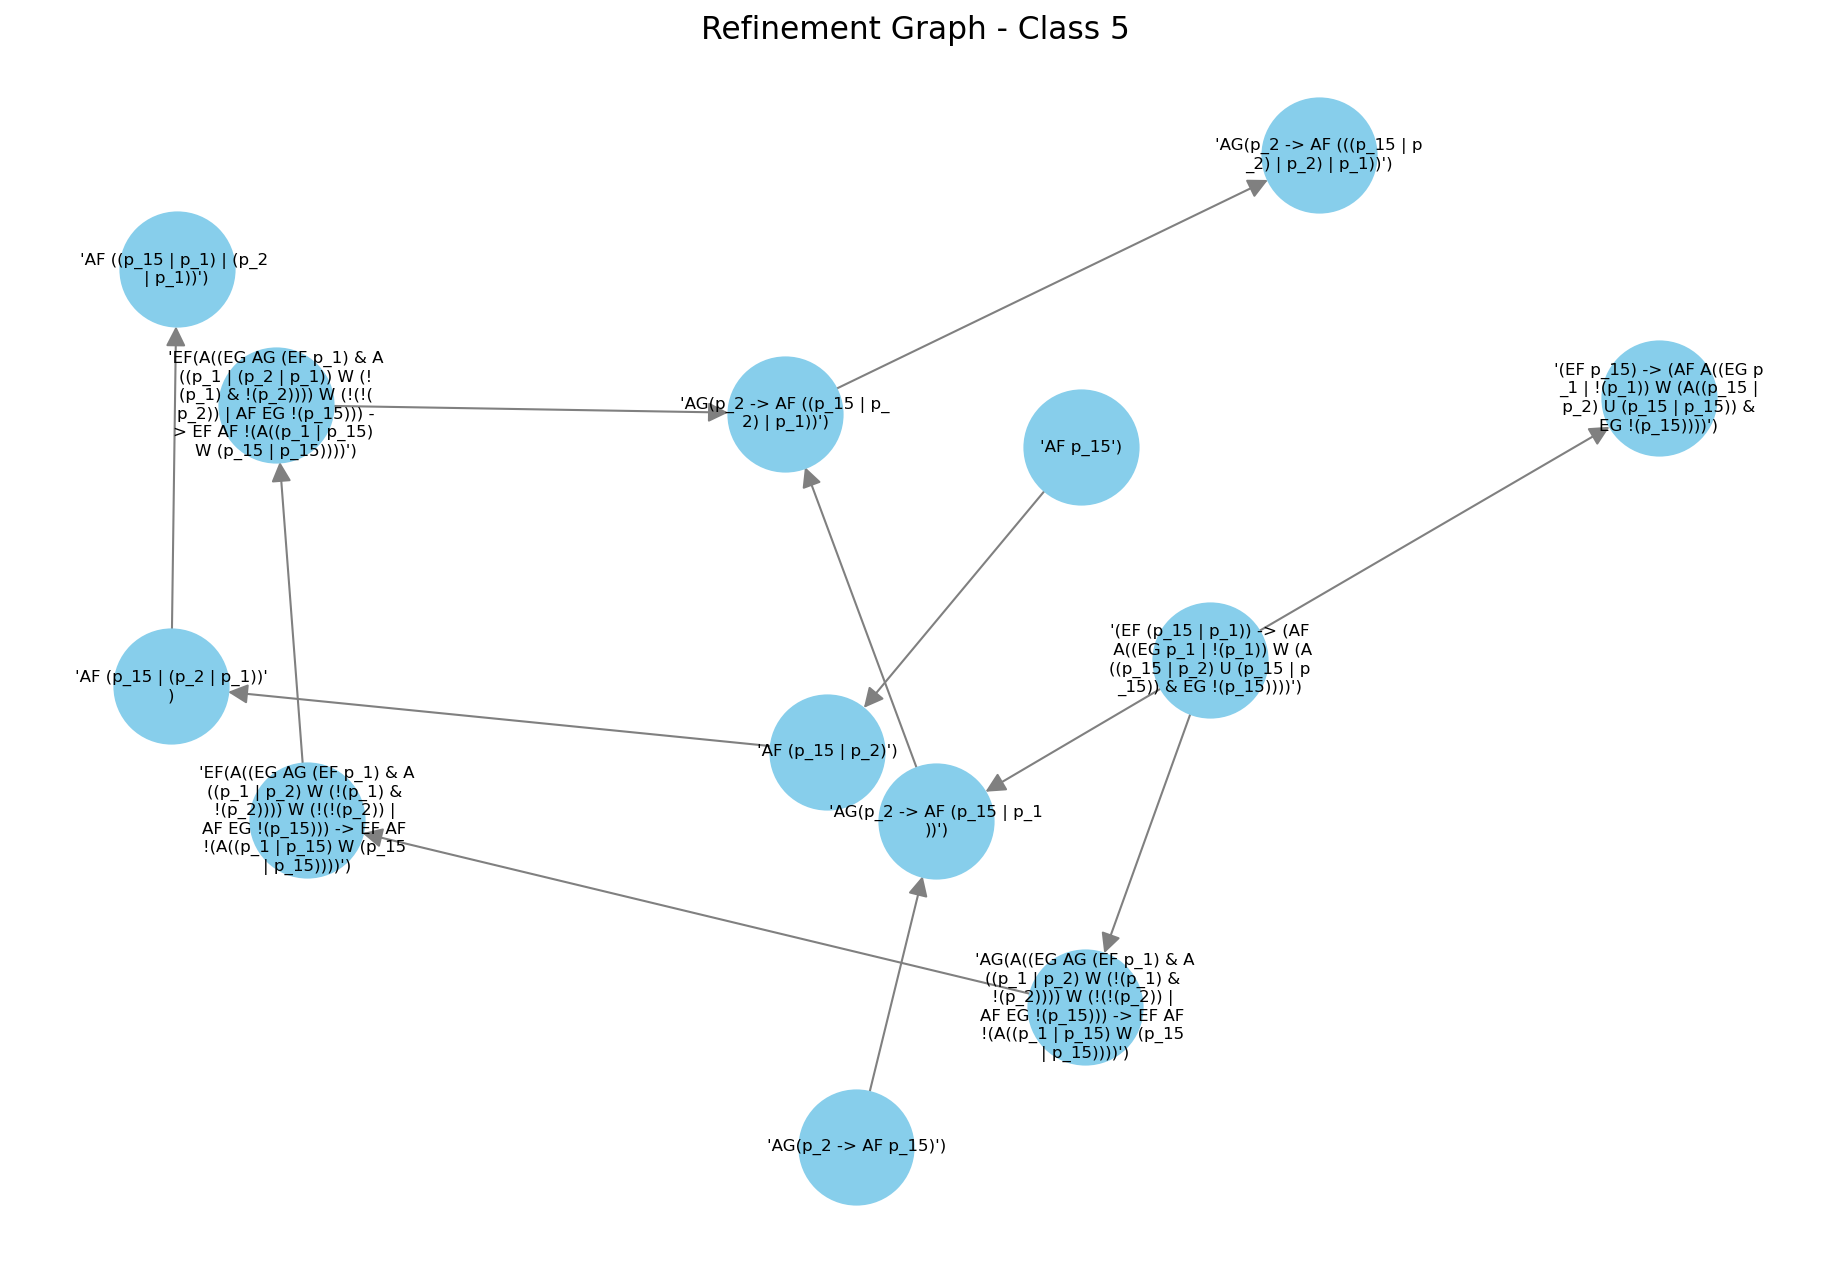 Refinement Graph - Class 5
'AG(p_2 -> AF (((p_15 | p
_2) | p_2) | p_1))')
'AF ((p_15 | p_1) | (p_2
| p_1))')
'EF(A((EG AG (EF p_1) & A
((p_1 | (p_2 | p_1)) W (!
(p_1) & !(p_2)))) W (!(!(
p_2)) | AF EG !(p_15))) -
> EF AF !(A((p_1 | p_15)
W (p_15 | p_15))))')
'AG(p_2 -> AF ((p_15 | p_
2) | p_1))')
'(EF p_15) -> (AF A((EG p
_1 | !(p_1)) W (A((p_15 |
p_2) U (p_15 | p_15)) &
EG !(p_15))))')
'AF p_15')
'(EF (p_15 | p_1)) -> (AF
A((EG p_1 | !(p_1)) W (A
((p_15 | p_2) U (p_15 | p
_15)) & EG !(p_15))))')
'AF (p_15 | (p_2 | p_1))'
)
'AF (p_15 | p_2)')
'EF(A((EG AG (EF p_1) & A
((p_1 | p_2) W (!(p_1) &
!(p_2)))) W (!(!(p_2)) |
AF EG !(p_15))) -> EF AF
!(A((p_1 | p_15) W (p_15
| p_15))))')
'AG(p_2 -> AF (p_15 | p_1
))')
'AG(A((EG AG (EF p_1) & A
((p_1 | p_2) W (!(p_1) &
!(p_2)))) W (!(!(p_2)) |
AF EG !(p_15))) -> EF AF
!(A((p_1 | p_15) W (p_15
| p_15))))')
'AG(p_2 -> AF p_15)')